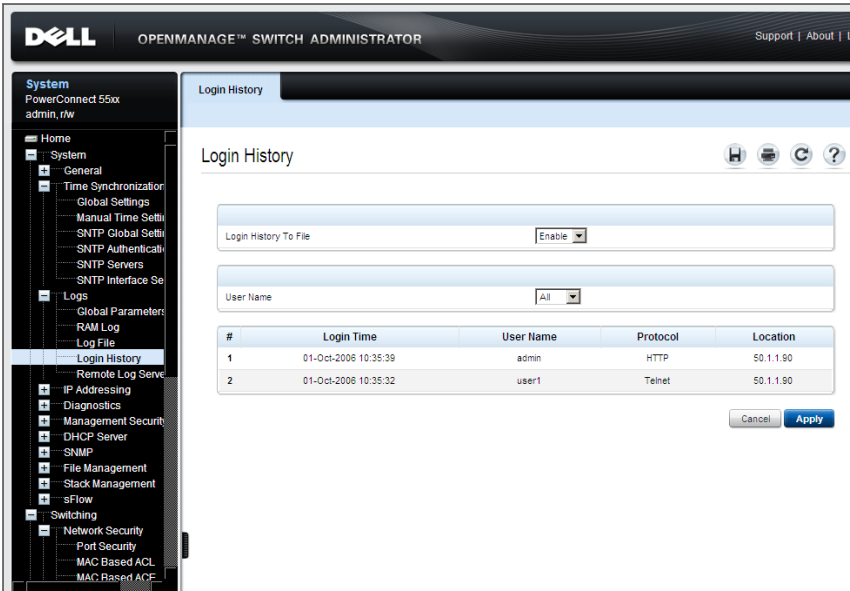 DELL
OPENMANAGE™ SWITCH ADMINISTRATOR
Support | About |
System
PowerConnect 55xx
admin, r/w
Login History
Home
System
General
Time Synchronization
Global Settings
Manual Time Settin
SNTP Global Settin
SNTP Authenticati
SNTP Servers
SNTP Interface Se
Logs
Global Parameters
RAM Log
Log File
Login History
Remote Log Serve
IP Addressing
Diagnostics
Management Security
DHCP Server
SNMP
File Management
Stack Management
sFlow
Switching
Network Security
Port Security
MAC Based ACL
MAC Based ACE
Login History
Login History To File Enable
User Name All
# Login Time User Name Protocol Location
1 01-Oct-2006 10:35:39 admin HTTP 50.1.1.90
2 01-Oct-2006 10:35:32 user1 Telnet 50.1.1.90
Cancel Apply